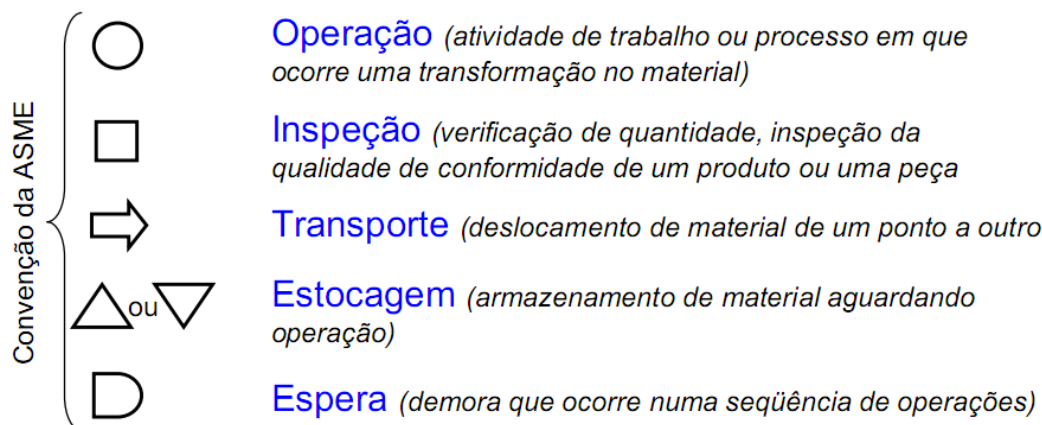 Convenção da ASME
Operação (atividade de trabalho ou processo em que
ocorre uma transformação no material)
Inspeção (verificação de quantidade, inspeção da
qualidade de conformidade de um produto ou uma peça
Transporte (deslocamento de material de um ponto a outro
ou
Estocagem (armazenamento de material aguardando
operação)
Espera (demora que ocorre numa seqüência de operações)